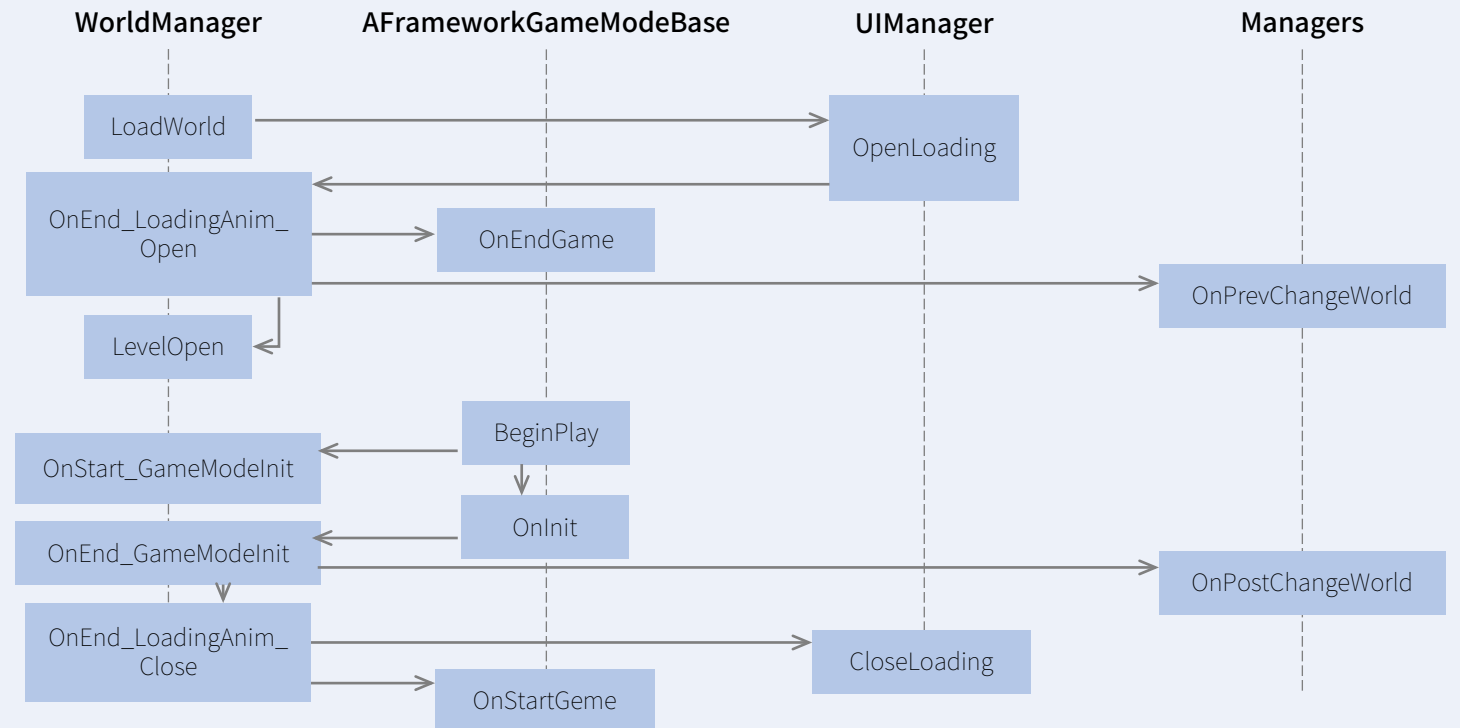 WorldManager
AFrameworkGameModeBase
UIManager
Managers
LoadWorld
OpenLoading
OnEnd_LoadingAnim_
Open
OnEndGame
OnPrevChangeWorld
LevelOpen
BeginPlay
OnStart_GameModeInit
OnInit
OnEnd_GameModeInit
OnPostChangeWorld
OnEnd_LoadingAnim_
Close
CloseLoading
OnStartGeme